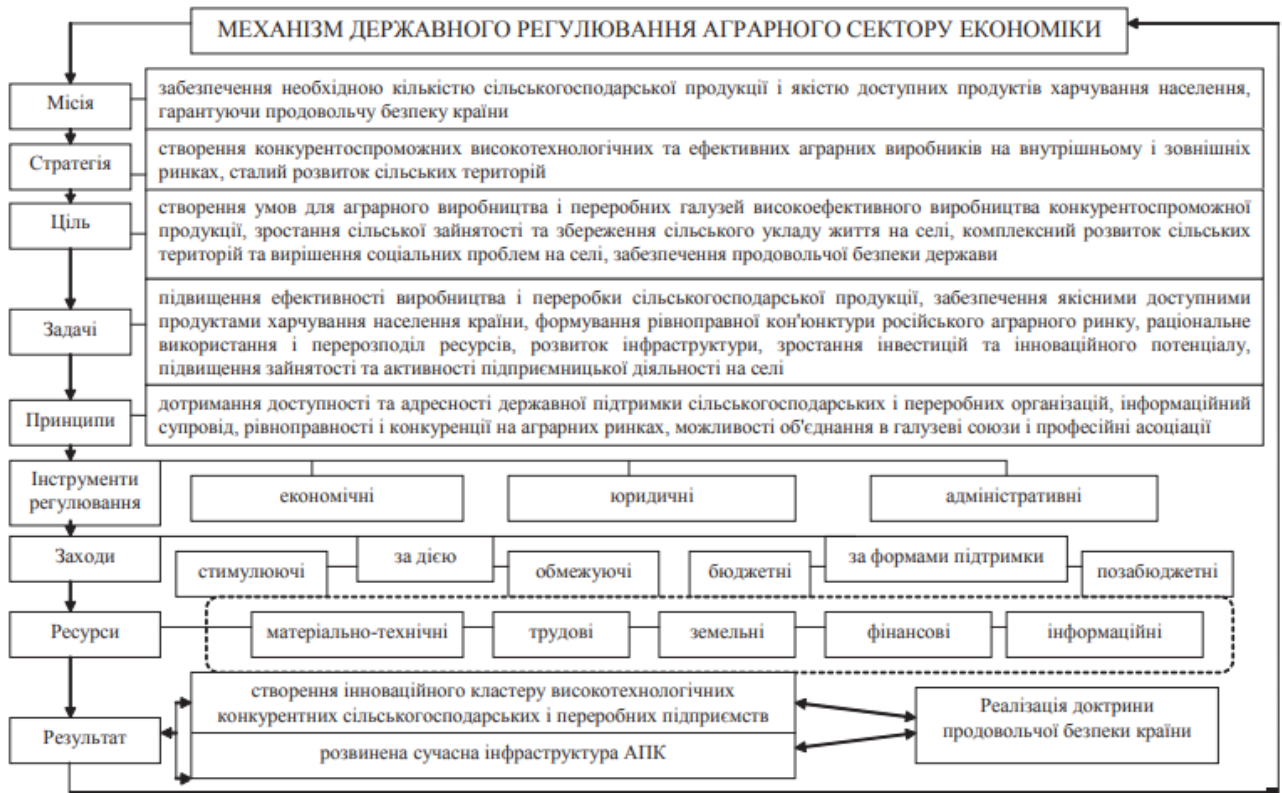 МЕХАНІЗМ ДЕРЖАВНОГО РЕГУЛЮВАННЯ АГРАРНОГО СЕКТОРУ ЕКОНОМІКИ
Місія
забезпечення необхідною кількістю сільськогосподарської продукції і якістю доступних продуктів харчування населення,
гарантуючи продовольчу безпеку країни
Стратегія
створення конкурентоспроможних високотехнологічних та ефективних аграрних виробників на внутрішньому і зовнішніх
ринках, сталий розвиток сільських територій
Ціль
створення умов для аграрного виробництва і переробних галузей високоефективного виробництва конкурентоспроможної
продукції, зростання сільської зайнятості та збереження сільського укладу життя на селі, комплексний розвиток сільських
територій та вирішення соціальних проблем на селі, забезпечення продовольчої безпеки держави
Задачі
підвищення ефективності виробництва і переробки сільськогосподарської продукції, забезпечення якісними доступними
продуктами харчування населення країни, формування рівноправної кон'юнктури російського аграрного ринку, раціональне
використання і перерозподіл ресурсів, розвиток інфраструктури, зростання інвестицій та інноваційного потенціалу,
підвищення зайнятості та активності підприємницької діяльності на селі
Принципи
дотримання доступності та адресності державної підтримки сільськогосподарських і переробних організацій, інформаційний
супровід, рівноправності і конкуренції на аграрних ринках, можливості об'єднання в галузеві союзи і професійні асоціації
Інструменти
регулювання
економічні
юридичні
адміністративні
Заходи
за дією
за формами підтримки
стимулюючі
обмежуючі
бюджетні
позабюджетні
Ресурси
матеріально-технічні
трудові
земельні
фінансові
інформаційні
Результат
створення інноваційного кластеру високотехнологічних
конкурентних сільськогосподарських і переробних підприємств
розвинена сучасна інфраструктура АПК
Реалізація доктрини
продовольчої безпеки країни